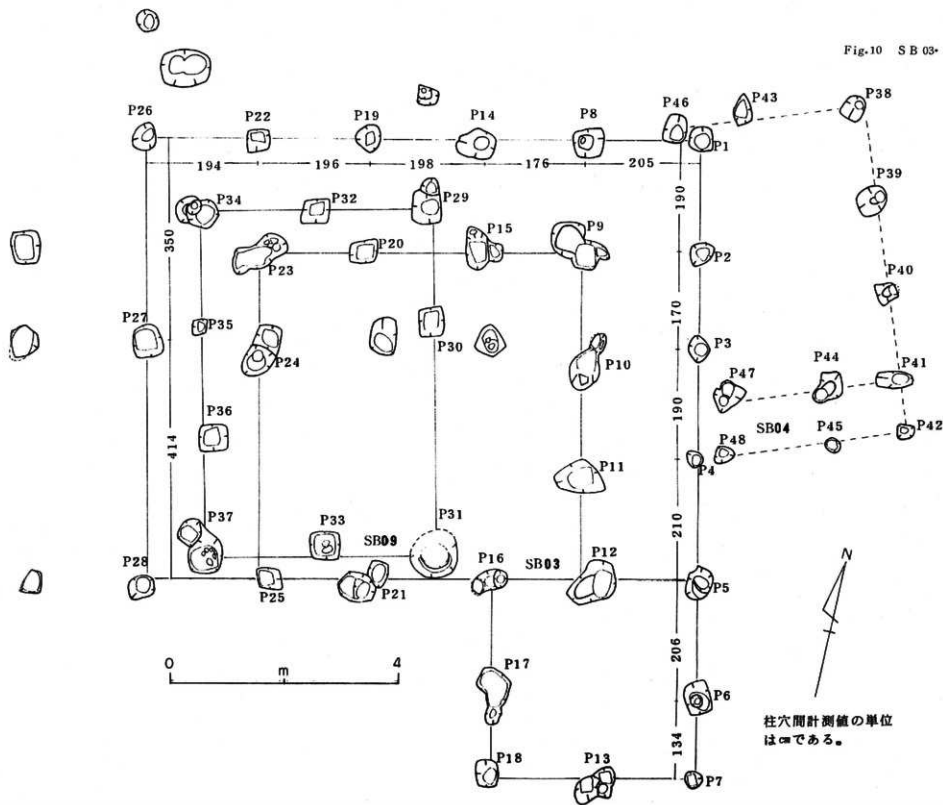 Fig.10 SB03•
P26
P22
P19
P14
P8
P46
P43
P38
P1
194
196
198
176
205
P34
P32
P29
190
P39
350
P15
P9
P20
P2
P23
P40
P27
P35
P30
170
P24
P3
P10
P47
P44
P41
190
P36
SB04
P45
P42
P48
414
P4
P11
P37
P33
P31
210
SB09
P16
SB03
P12
P28
P5
P25
P21
N
0
m
4
206
P17
P6
柱穴間計測値の単位
は㎝である。
134
P18
P13
P7